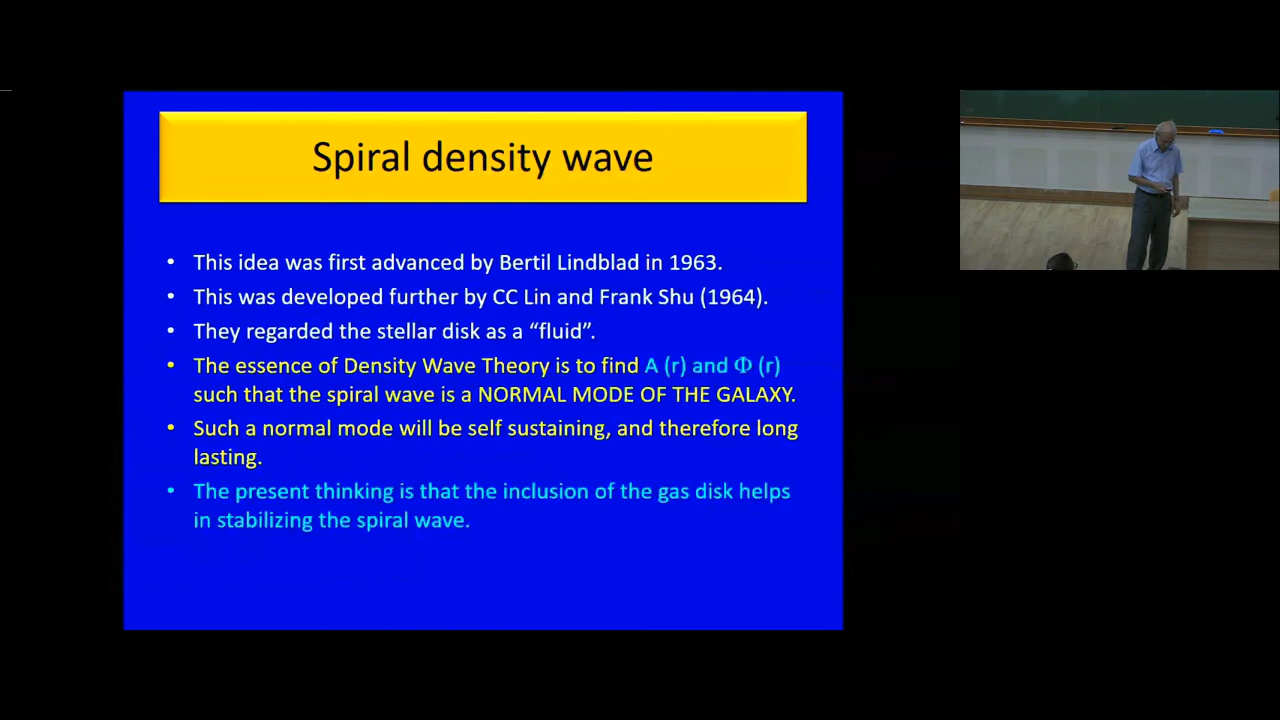 Spiral density wave
• This idea was first advanced by Bertil Lindblad in 1963.
• This was developed further by CC Lin and Frank Shu (1964).
• They regarded the stellar disk as a “fluid”.
• The essence of Density Wave Theory is to find A (r) and Φ (r)
such that the spiral wave is a NORMAL MODE OF THE GALAXY.
• Such a normal mode will be self sustaining, and therefore long
lasting.
• The present thinking is that the inclusion of the gas disk helps
in stabilizing the spiral wave.